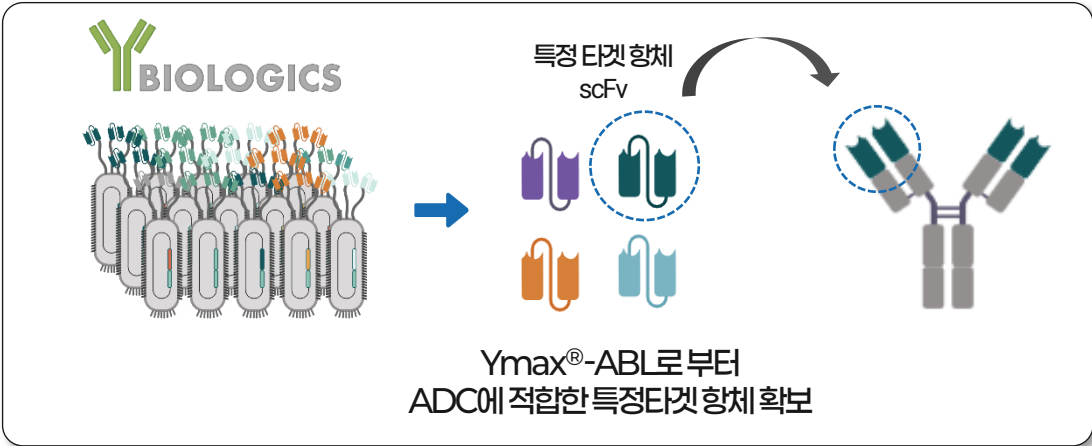 YBIOLOGICS
특정 타겟 항체
scFv
Ymax®-ABL로 부터
ADC에 적합한 특정타겟 항체 확보